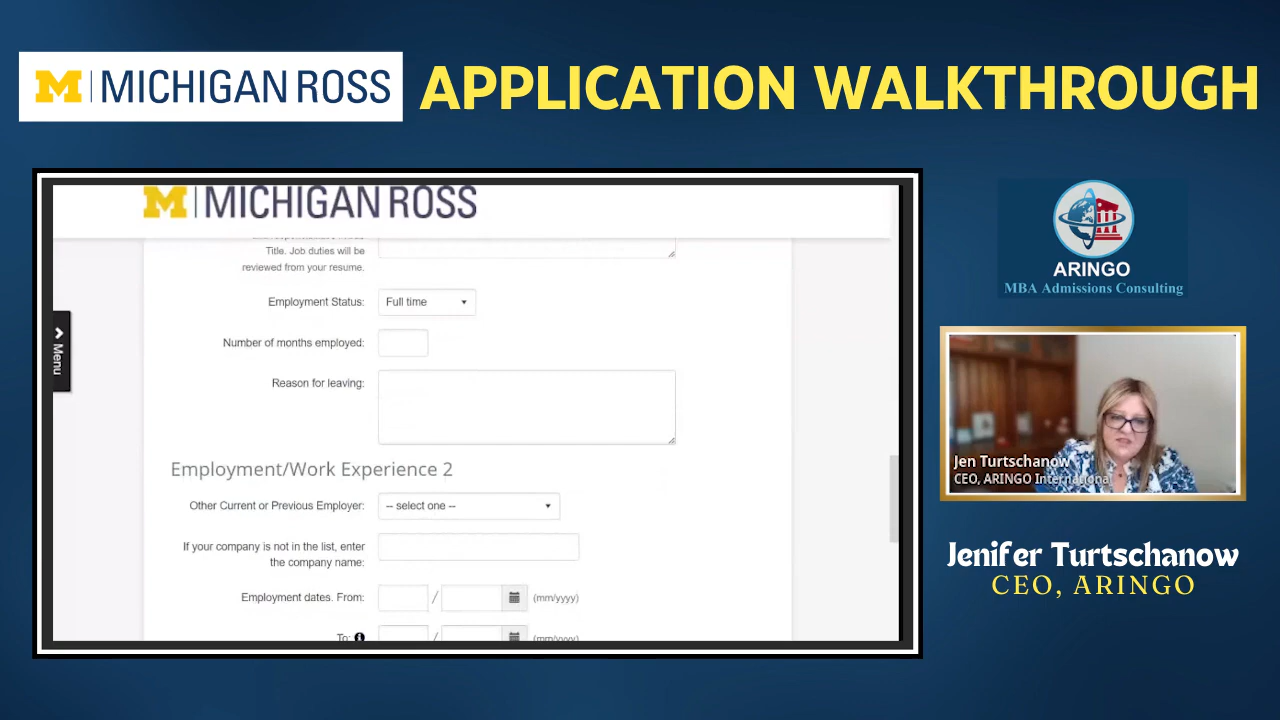 M | MICHIGAN ROSS APPLICATION WALKTHROUGH
M | MICHIGAN ROSS
Title. Job duties will be
reviewed from your resume.
Employment Status: Full time
Number of months employed:
Reason for leaving:
Employment/Work Experience 2
Other Current or Previous Employer: -- select one --
If your company is not in the list, enter
the company name:
Employment dates. From: / (mm/yyyy)
To: / (mm/yyyy)
Menu
ARINGO
MBA Admissions Consulting
Jen Turtschanow
CEO, ARINGO International
Jenifer Turtschanow
CEO, ARINGO